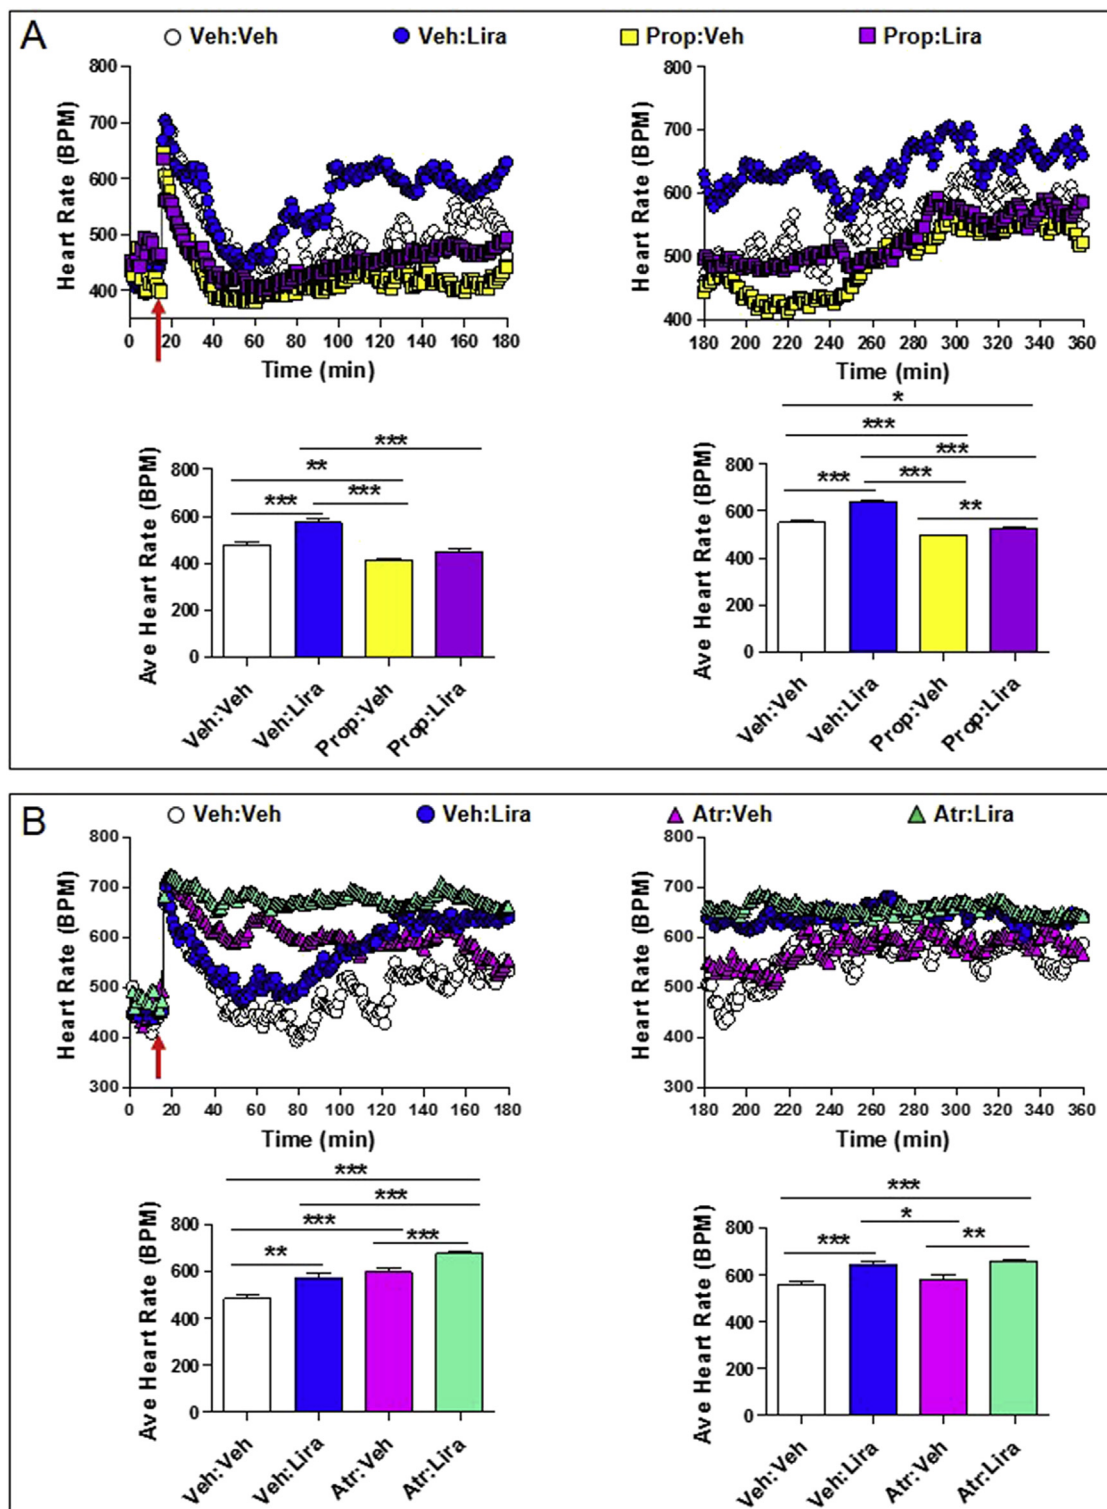 A
Veh:Veh Veh:Lira Prop:Veh Prop:Lira
800
700
600
500
400
Heart Rate (BPM)
0 20 40 60 80 100 120 140 160 180
Time (min)
800
700
600
500
400
Heart Rate (BPM)
180 200 220 240 260 280 300 320 340 360
Time (min)
***
**
*** ***
800
600
400
200
0
Ave Heart Rate (BPM)
Veh:Veh Veh:Lira Prop:Veh Prop:Lira
*
***
***
*** ***
**
800
600
400
200
0
Ave Heart Rate (BPM)
Veh:Veh Veh:Lira Prop:Veh Prop:Lira
B
Veh:Veh Veh:Lira Atr:Veh Atr:Lira
800
700
600
500
400
300
Heart Rate (BPM)
0 20 40 60 80 100 120 140 160 180
Time (min)
800
700
600
500
400
300
Heart Rate (BPM)
180 200 220 240 260 280 300 320 340 360
Time (min)
***
***
***
** ***
800
600
400
200
0
Ave Heart Rate (BPM)
Veh:Veh Veh:Lira Atr:Veh Atr:Lira
***
*
*** **
800
600
400
200
0
Ave Heart Rate (BPM)
Veh:Veh Veh:Lira Atr:Veh Atr:Lira